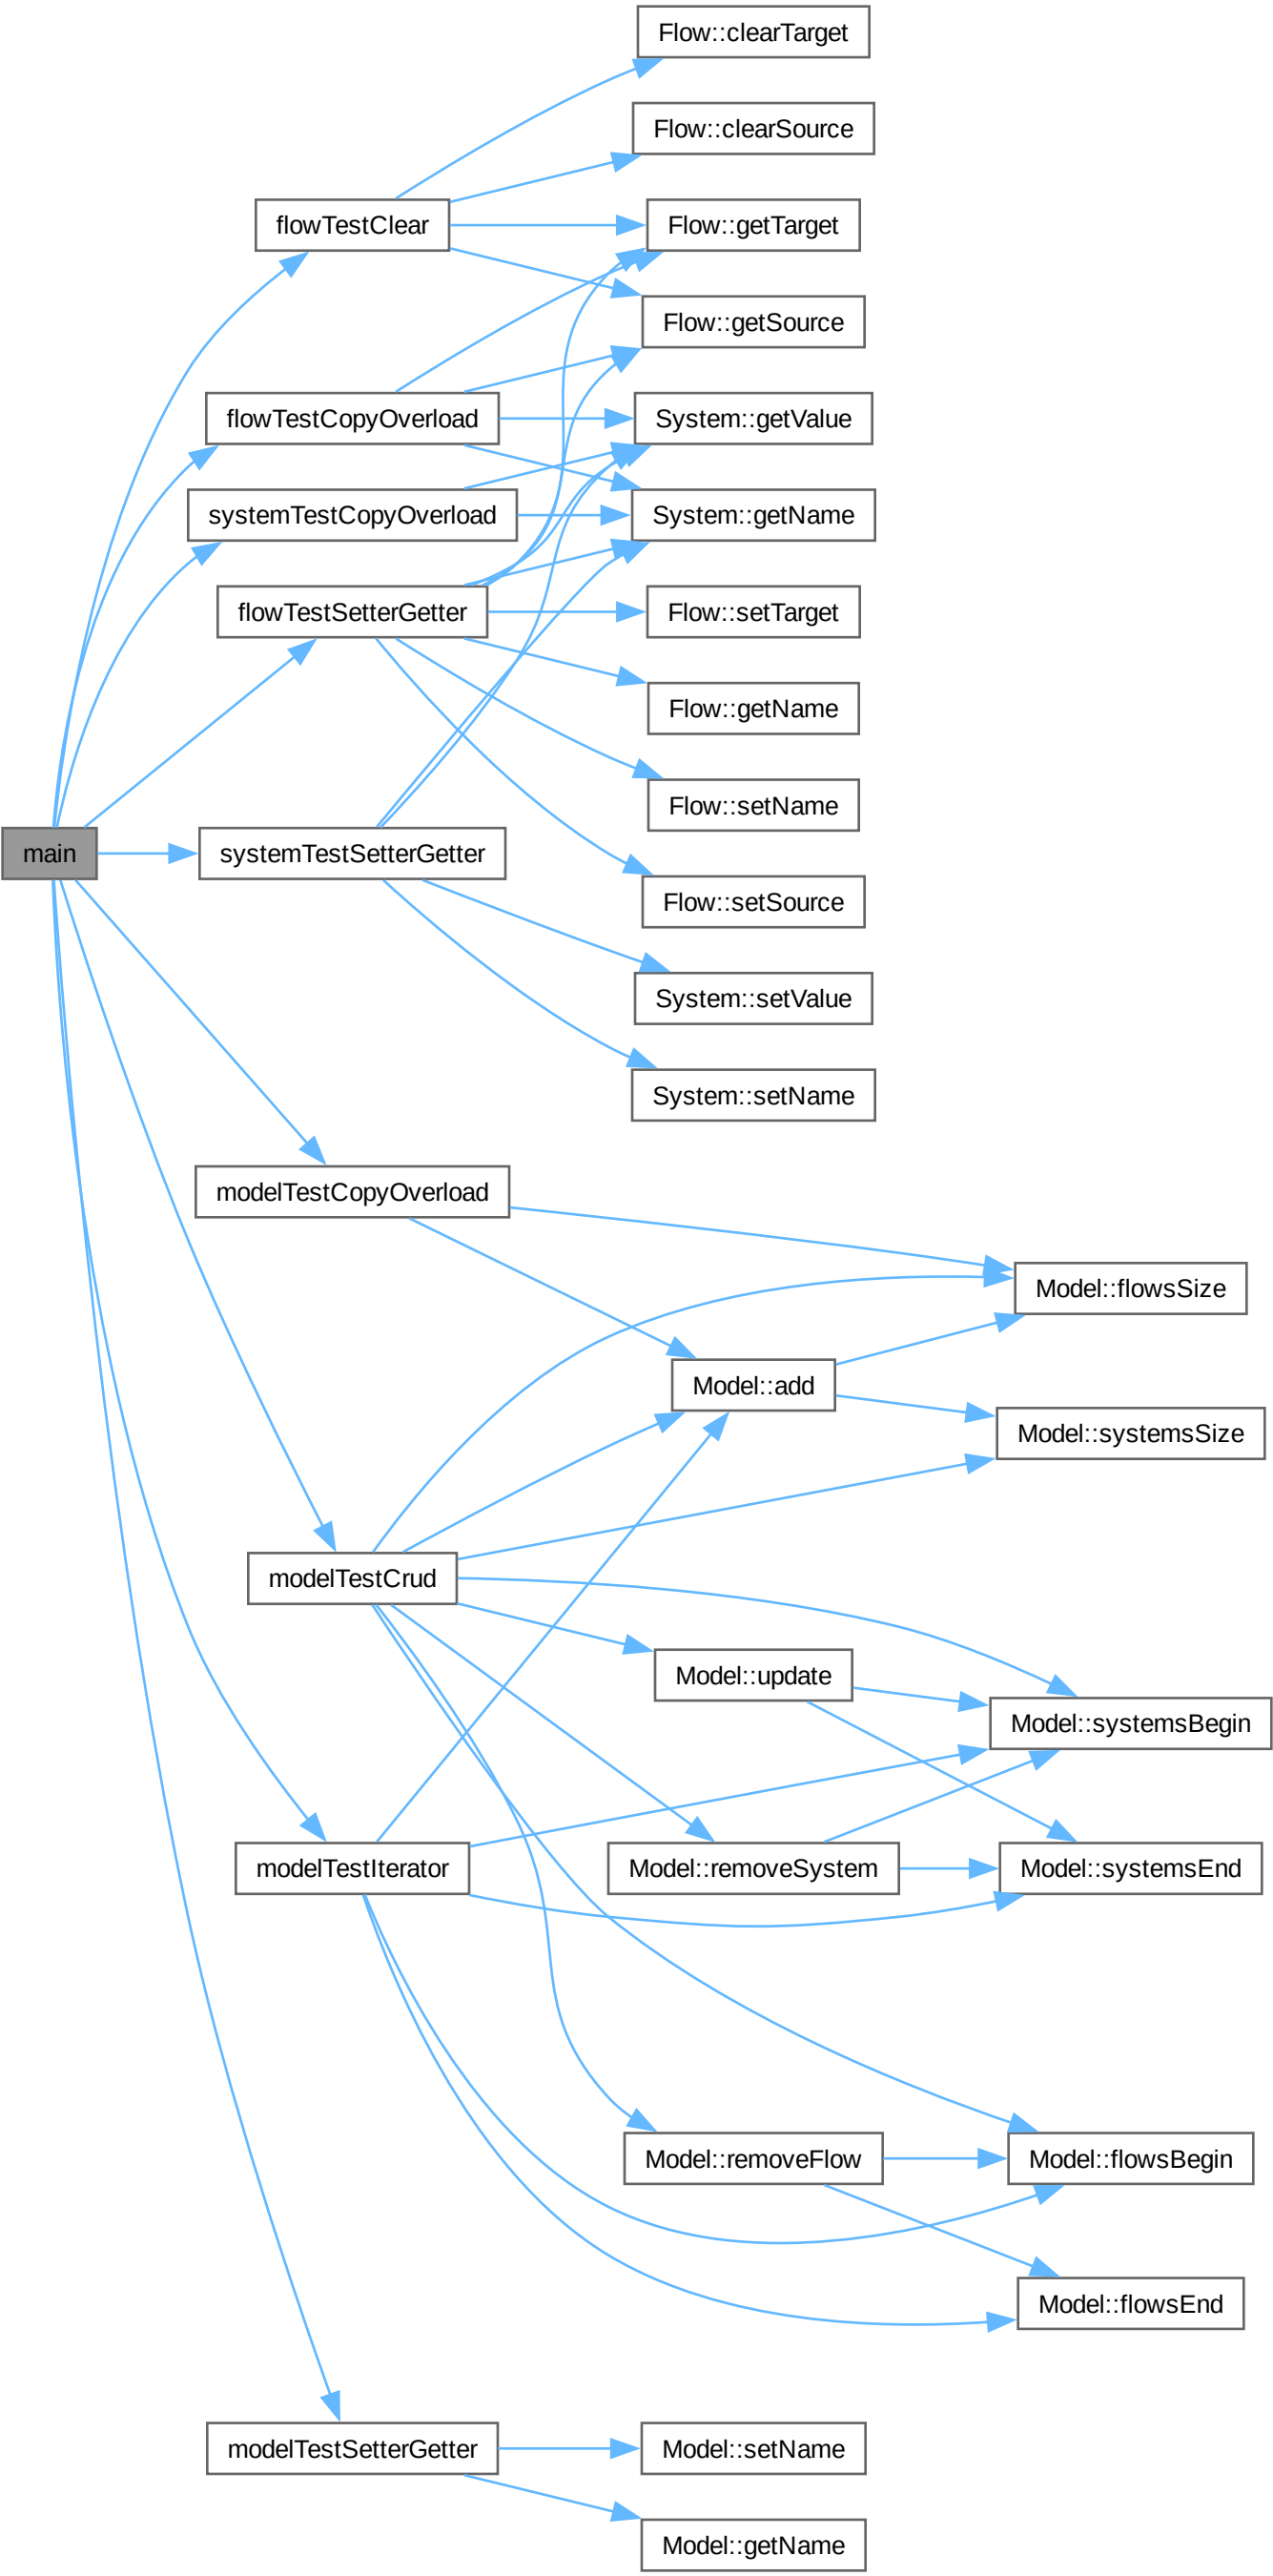 Flow::clearTarget
Flow::clearSource
flowTestClear
Flow::getTarget
Flow::getSource
flowTestCopyOverload
System::getValue
systemTestCopyOverload
System::getName
flowTestSetterGetter
Flow::setTarget
Flow::getName
Flow::setName
main
systemTestSetterGetter
Flow::setSource
System::setValue
System::setName
modelTestCopyOverload
Model::flowsSize
Model::add
Model::systemsSize
modelTestCrud
Model::update
Model::systemsBegin
modelTestIterator
Model::removeSystem
Model::systemsEnd
Model::removeFlow
Model::flowsBegin
Model::flowsEnd
modelTestSetterGetter
Model::setName
Model::getName